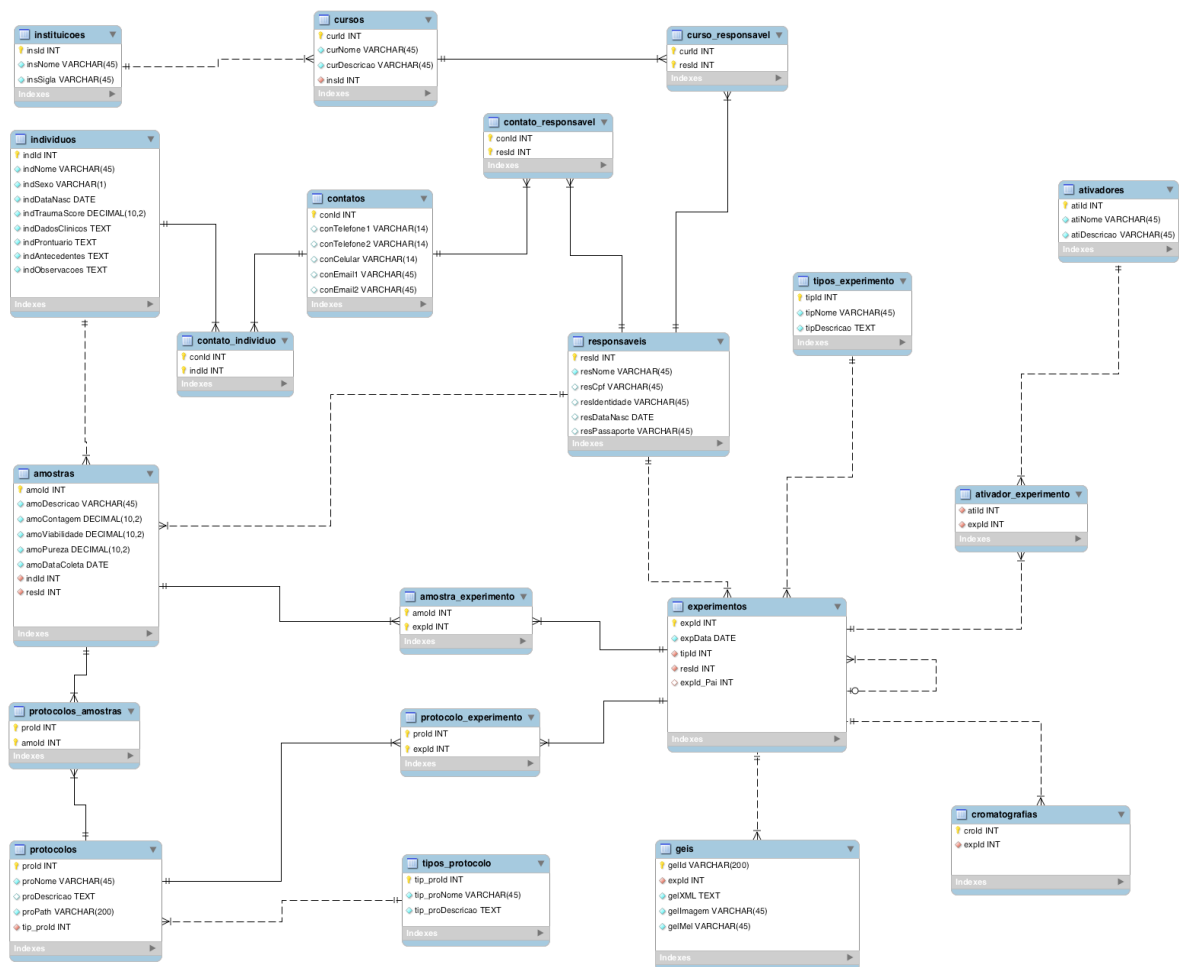 instituicoes
insId INT
insNome VARCHAR(45)
insSigla VARCHAR(45)
Indexes
cursos
curId INT
curNome VARCHAR(45)
curDescricao VARCHAR(45)
insId INT
Indexes
curso_responsavel
curId INT
resId INT
Indexes
individuos
indId INT
indNome VARCHAR(45)
indSexo VARCHAR(1)
indDataNasc DATE
indTraumaScore DECIMAL(10,2)
indDadosClinicos TEXT
indProntuario TEXT
indAntecedentes TEXT
indObservacoes TEXT
Indexes
contato_responsavel
conId INT
resId INT
Indexes
contatos
conId INT
conTelefone1 VARCHAR(14)
conTelefone2 VARCHAR(14)
conCelular VARCHAR(14)
conEmail1 VARCHAR(45)
conEmail2 VARCHAR(45)
Indexes
ativadores
atiId INT
atiNome VARCHAR(45)
atiDescricao VARCHAR(45)
Indexes
tipos_experimento
tipId INT
tipNome VARCHAR(45)
tipDescricao TEXT
Indexes
contato_individuo
conId INT
indId INT
Indexes
responsaveis
resId INT
resNome VARCHAR(45)
resCpf VARCHAR(45)
resIdentidade VARCHAR(45)
resDataNasc DATE
resPassaporte VARCHAR(45)
Indexes
amostras
amoId INT
amoDescricao VARCHAR(45)
amoContagem DECIMAL(10,2)
amoViabilidade DECIMAL(10,2)
amoPureza DECIMAL(10,2)
amoDataColeta DATE
indId INT
resId INT
Indexes
ativador_experimento
atiId INT
expId INT
Indexes
amostra_experimento
amoId INT
expId INT
Indexes
experimentos
expId INT
expData DATE
tipId INT
resId INT
expId_Pai INT
Indexes
protocolos_amostras
proId INT
amoId INT
Indexes
protocolo_experimento
proId INT
expId INT
Indexes
cromatografias
croId INT
expId INT
Indexes
protocolos
proId INT
proNome VARCHAR(45)
proDescricao TEXT
proPath VARCHAR(200)
tip_proId INT
Indexes
tipos_protocolo
tip_proId INT
tip_proNome VARCHAR(45)
tip_proDescricao TEXT
Indexes
geis
gelId VARCHAR(200)
expId INT
gelXML TEXT
gelImagem VARCHAR(45)
gelMel VARCHAR(45)
Indexes